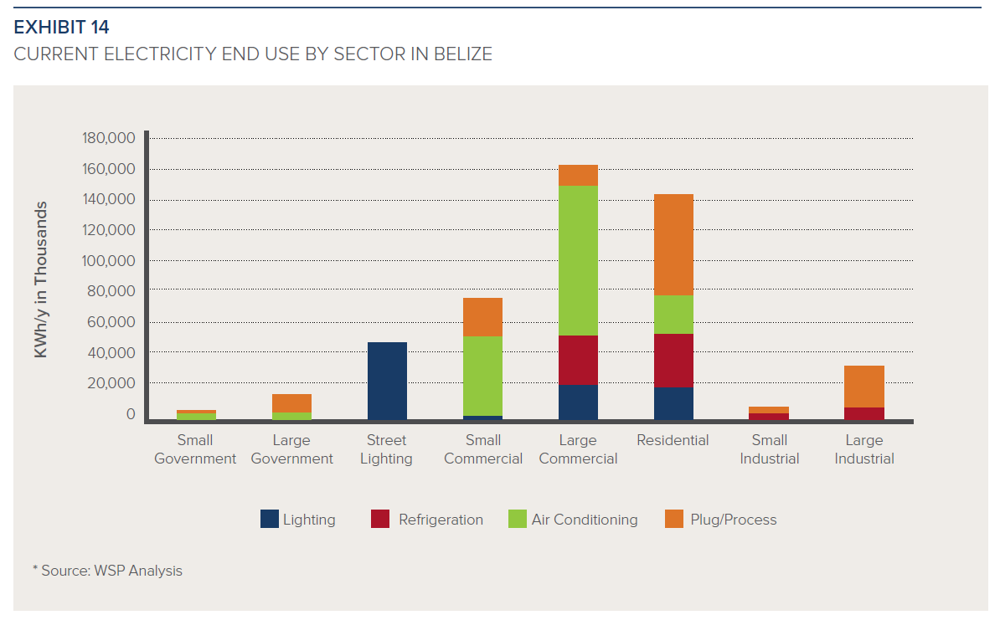 EXHIBIT 14
CURRENT ELECTRICITY END USE BY SECTOR IN BELIZE
KWh/y in Thousands
180,000
160,000
140,000
120,000
100,000
80,000
60,000
40,000
20,000
0
Small Government
Large Government
Street Lighting
Small Commercial
Large Commercial
Residential
Small Industrial
Large Industrial
Lighting
Refrigeration
Air Conditioning
Plug/Process
* Source: WSP Analysis